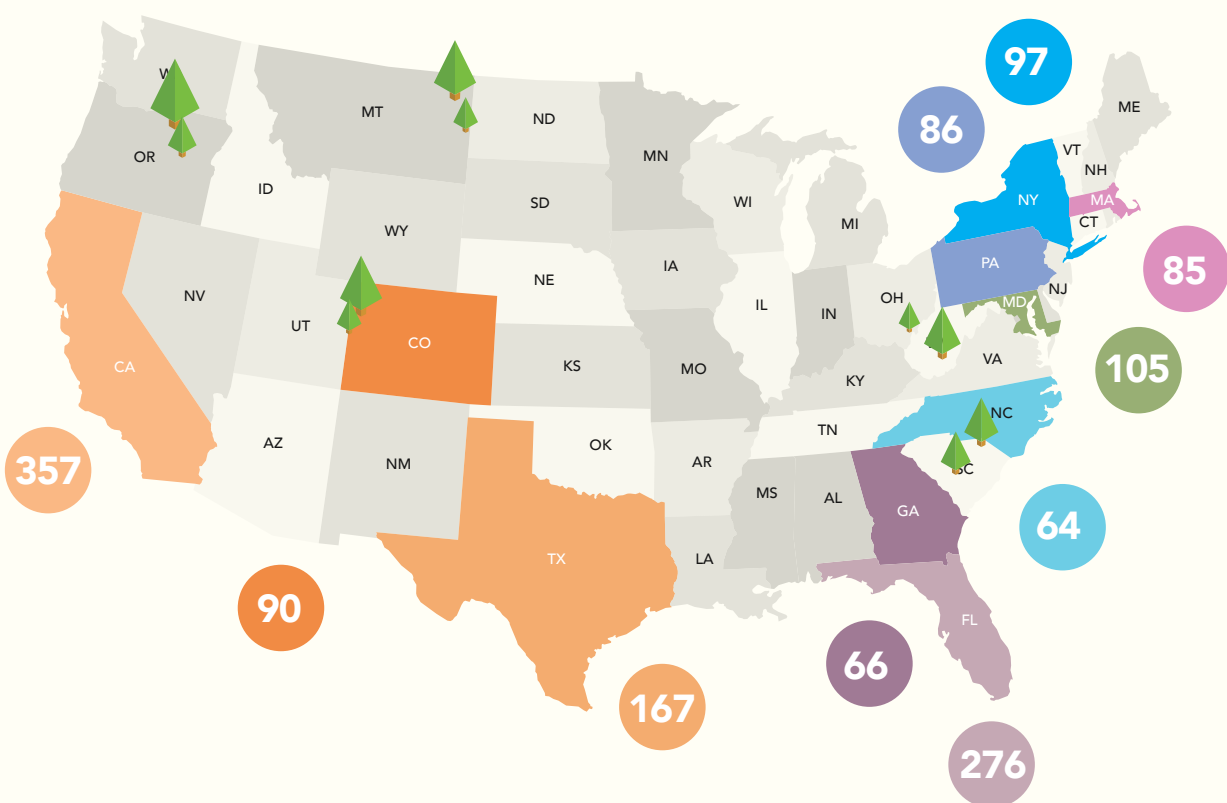 97
86
ME
W
MT
ND
VT
OR
MN
NH
ID
NY
MA
SD
WI
CT
MI
WY
85
PA
IA
NE
NJ
NV
OH
MD
IL
IN
UT
CO
VA
105
KS
CA
MO
KY
NC
AZ
TN
OK
357
NM
AR
SC
MS
AL
GA
64
TX
LA
90
FL
66
167
276